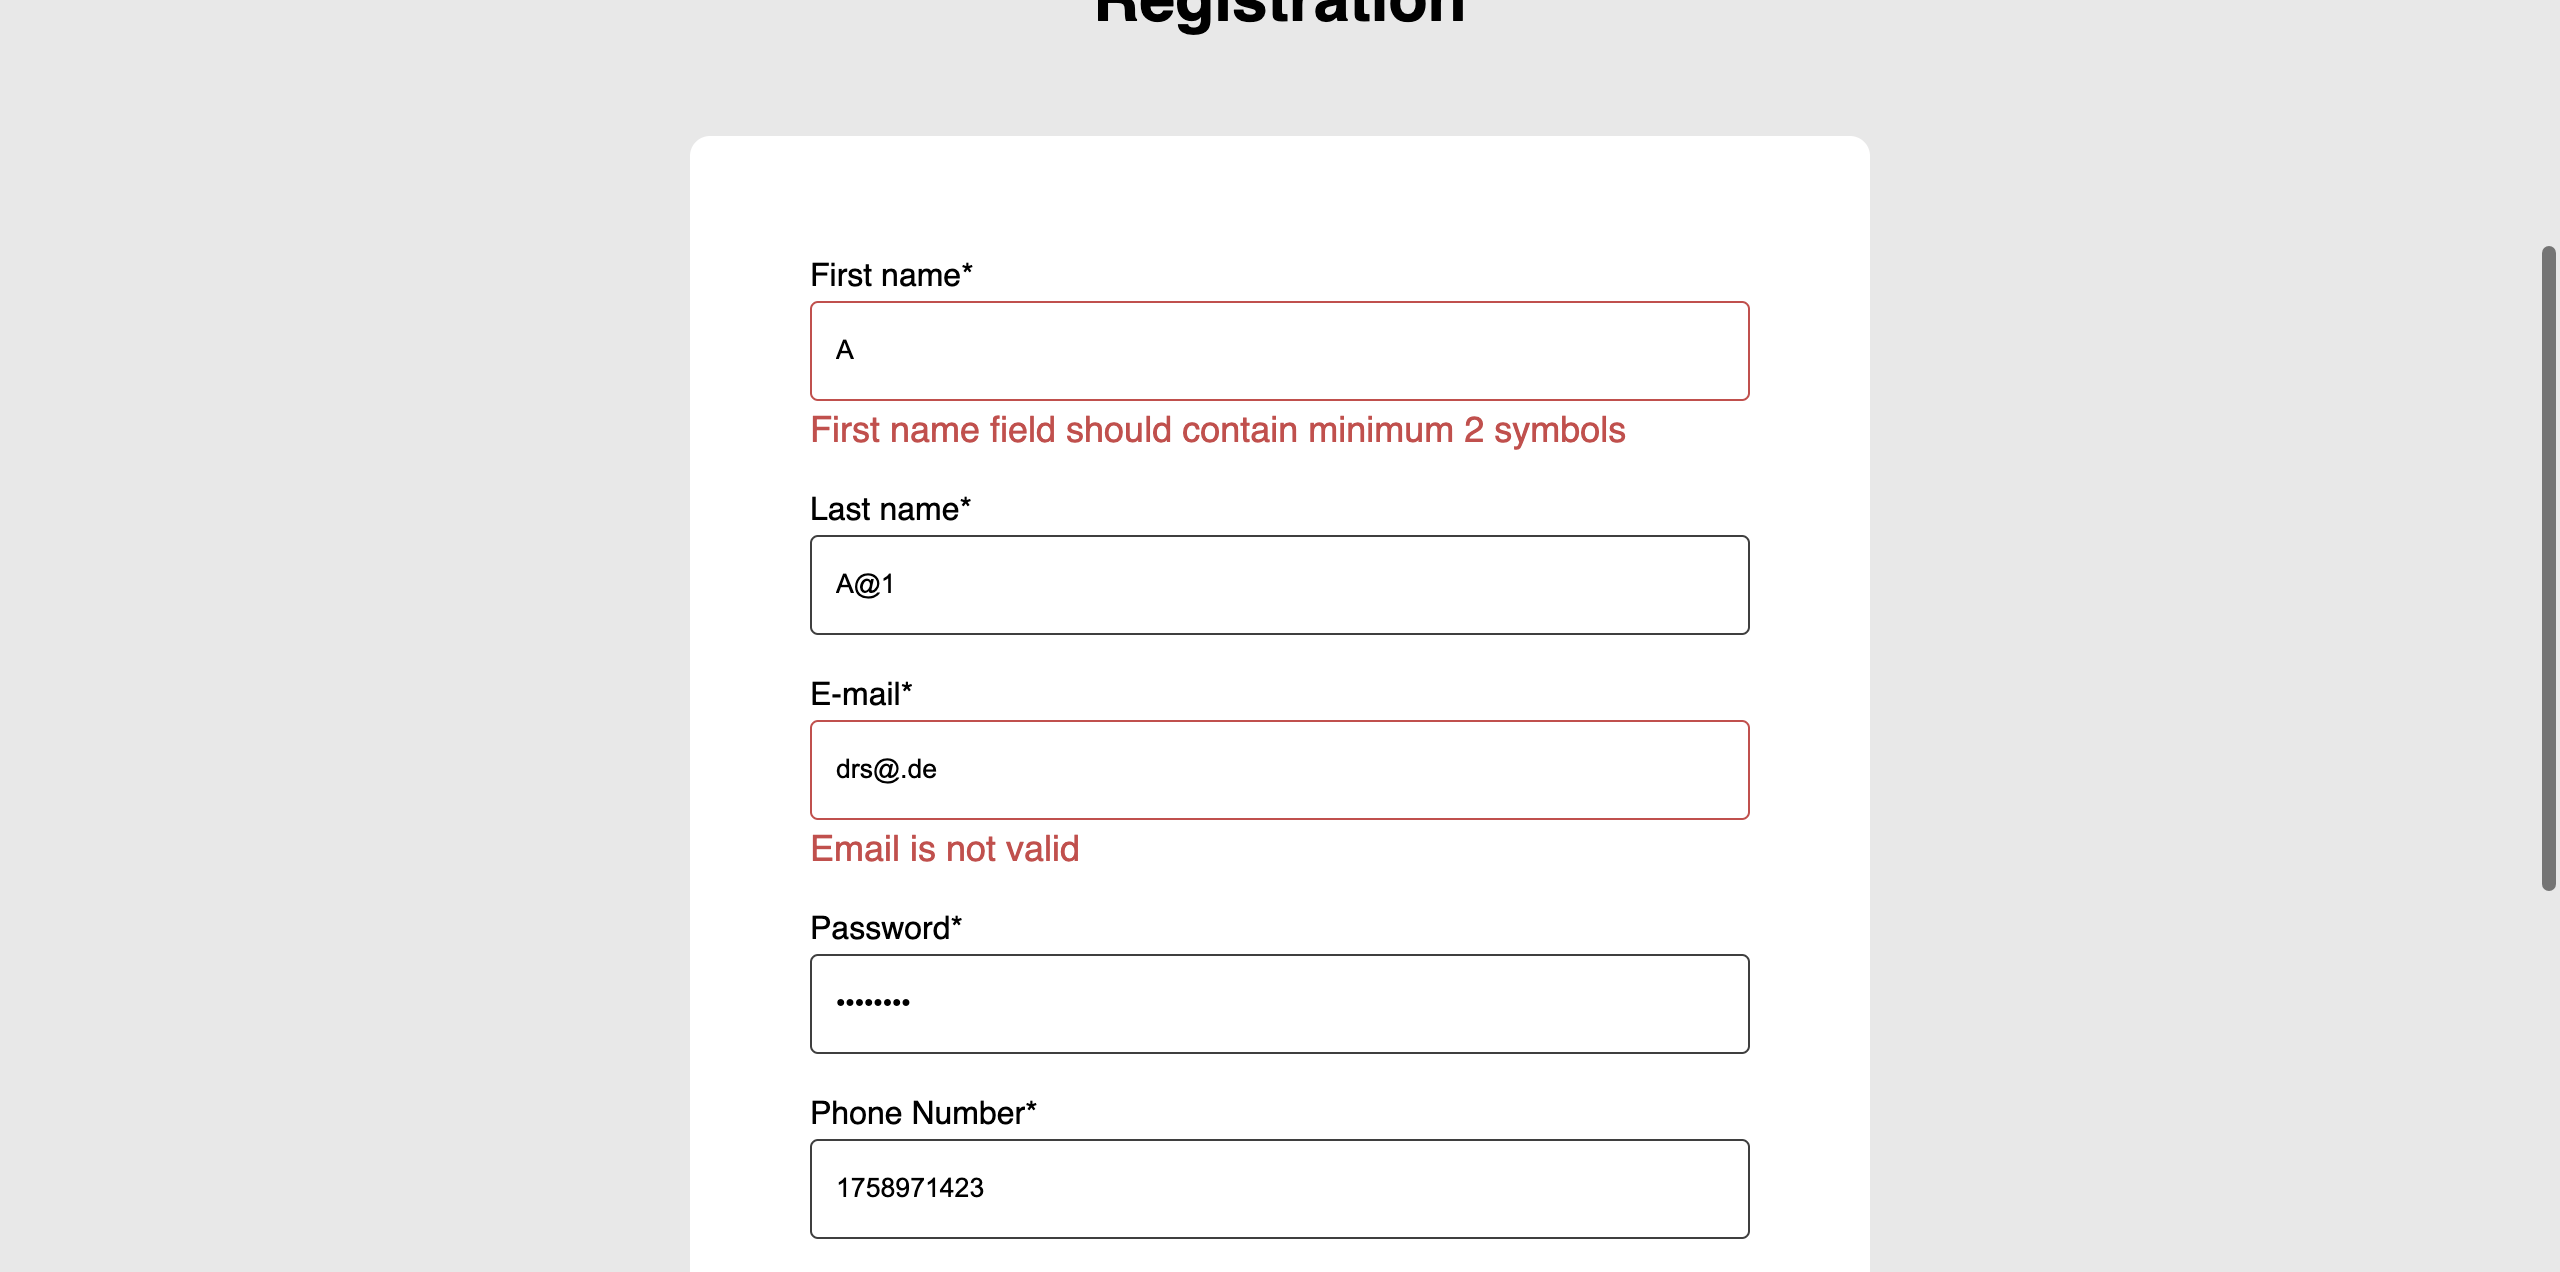 Registration
First name*
A
First name field should contain minimum 2 symbols
Last name*
A@1
E-mail*
drs@.de
Email is not valid
Password*
••••••••
Phone Number*
1758971423